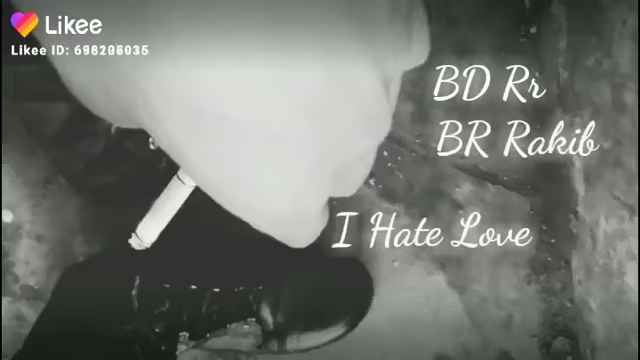 Likee
Likee ID: 698206035
BD Rr
BR Rakib
I Hate Love